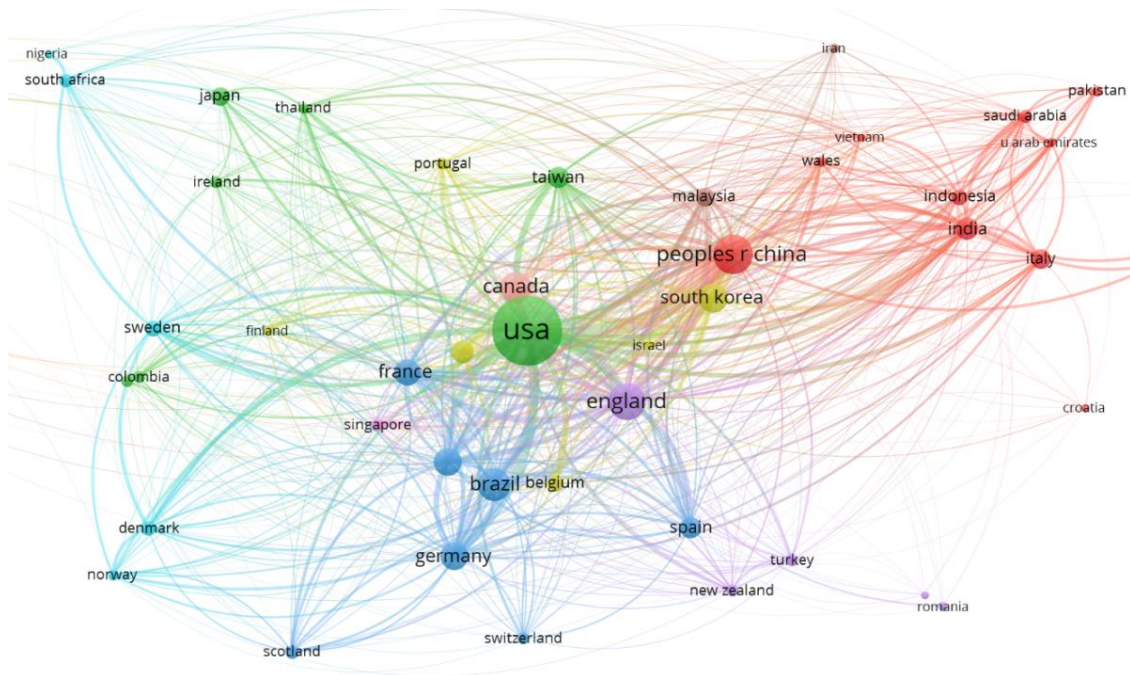 nigeria
south africa
japan
thailand
iran
pakistan
saudi arabia
u arab emirates
vietnam
wales
portugal
ireland
taiwan
malaysia
indonesia
india
peoples r china
italy
canada
south korea
usa
sweden
finland
israel
colombia
france
england
croatia
singapore
brazil
belgium
denmark
spain
germany
turkey
norway
new zealand
romania
switzerland
scotland